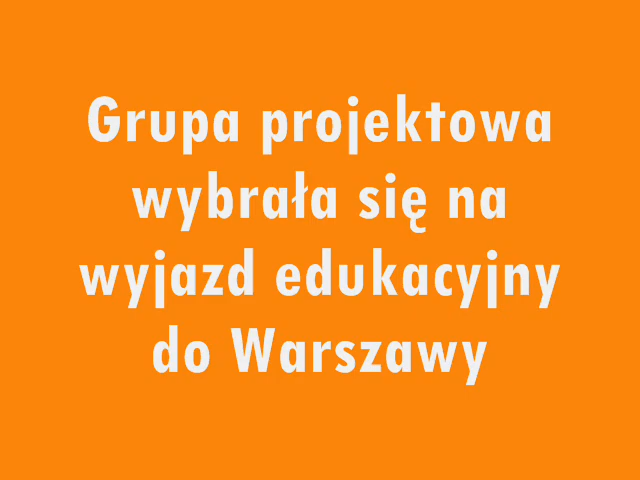 Grupa projektowa
wybrała się na
wyjazd edukacyjny
do Warszawy